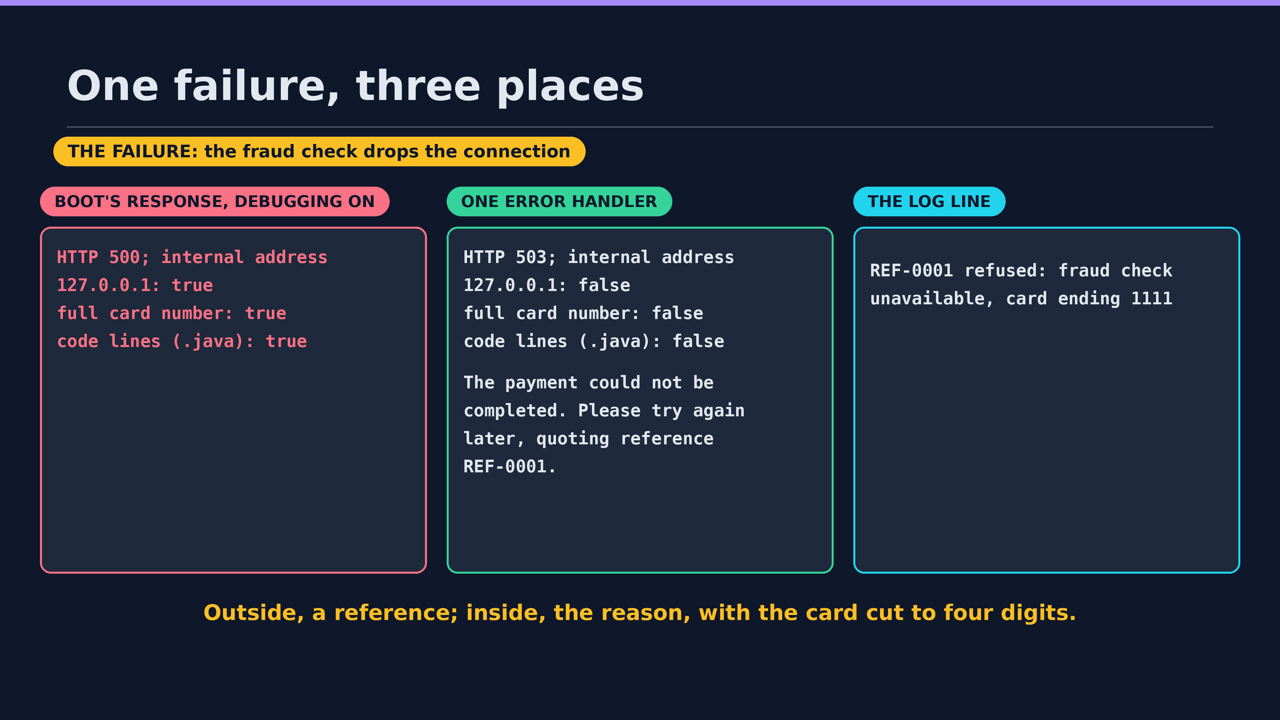 One failure, three places
THE FAILURE: the fraud check drops the connection
BOOT'S RESPONSE, DEBUGGING ON
HTTP 500; internal address
127.0.0.1: true
full card number: true
code lines (.java): true
ONE ERROR HANDLER
HTTP 503; internal address
127.0.0.1: false
full card number: false
code lines (.java): false
The payment could not be
completed. Please try again
later, quoting reference
REF-0001.
THE LOG LINE
REF-0001 refused: fraud check
unavailable, card ending 1111
Outside, a reference; inside, the reason, with the card cut to four digits.